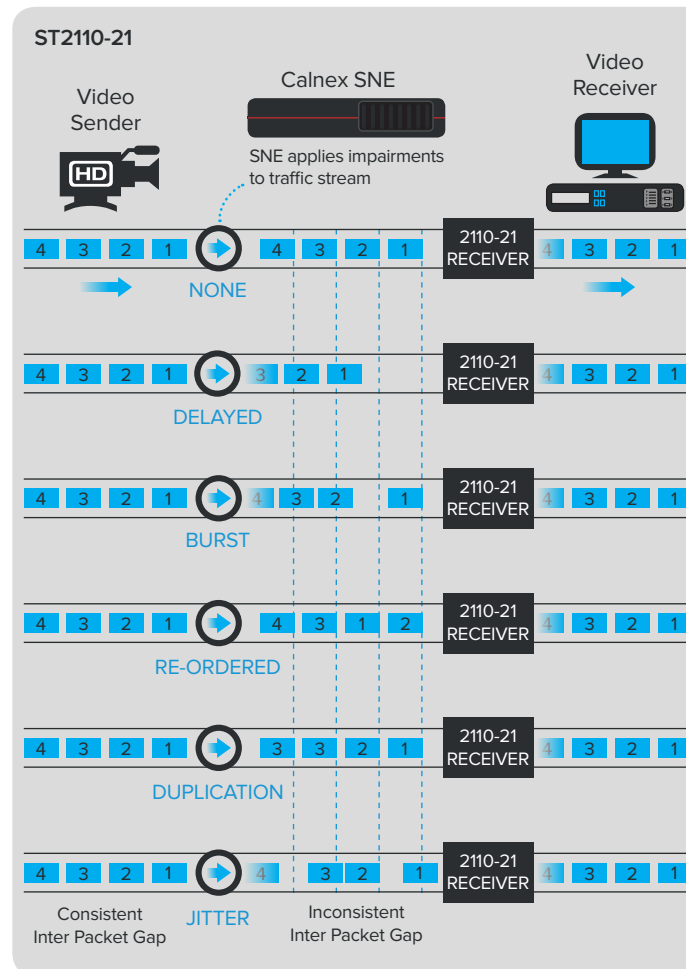 ST2110-21
Video
Sender
Calnex SNE
Video
Receiver
HD
SNE applies impairments
to traffic stream
4 3 2 1 4 3 2 1 2110-21
RECEIVER 4 3 2 1
NONE
4 3 2 1 3 2 1 2110-21
RECEIVER 4 3 2 1
DELAYED
4 3 2 1 4 3 2 1 2110-21
RECEIVER 4 3 2 1
BURST
4 3 2 1 4 3 1 2 2110-21
RECEIVER 4 3 2 1
RE-ORDERED
4 3 2 1 3 3 2 1 2110-21
RECEIVER 4 3 2 1
DUPLICATION
4 3 2 1 4 3 2 1 2110-21
RECEIVER 4 3 2 1
JITTER
Consistent
Inter Packet Gap
Inconsistent
Inter Packet Gap